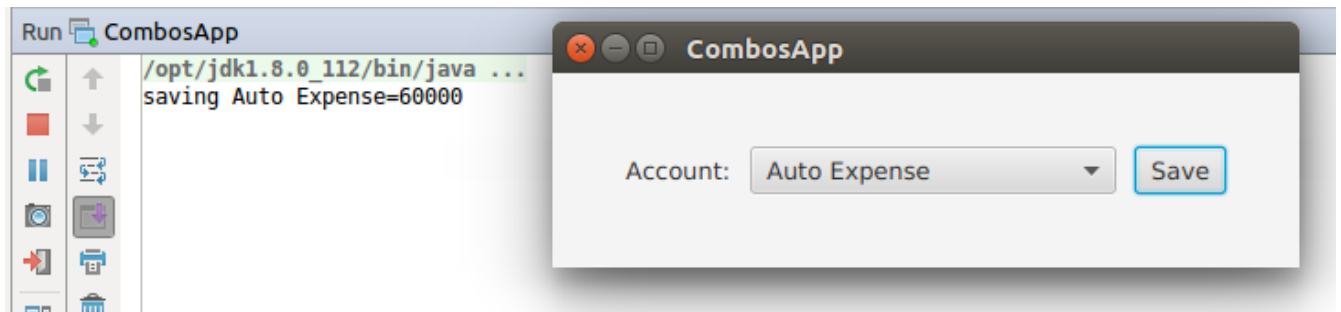 Run CombosApp
/opt/jdk1.8.0_112/bin/java ...
saving Auto Expense=60000
CombosApp
Account: Auto Expense Save